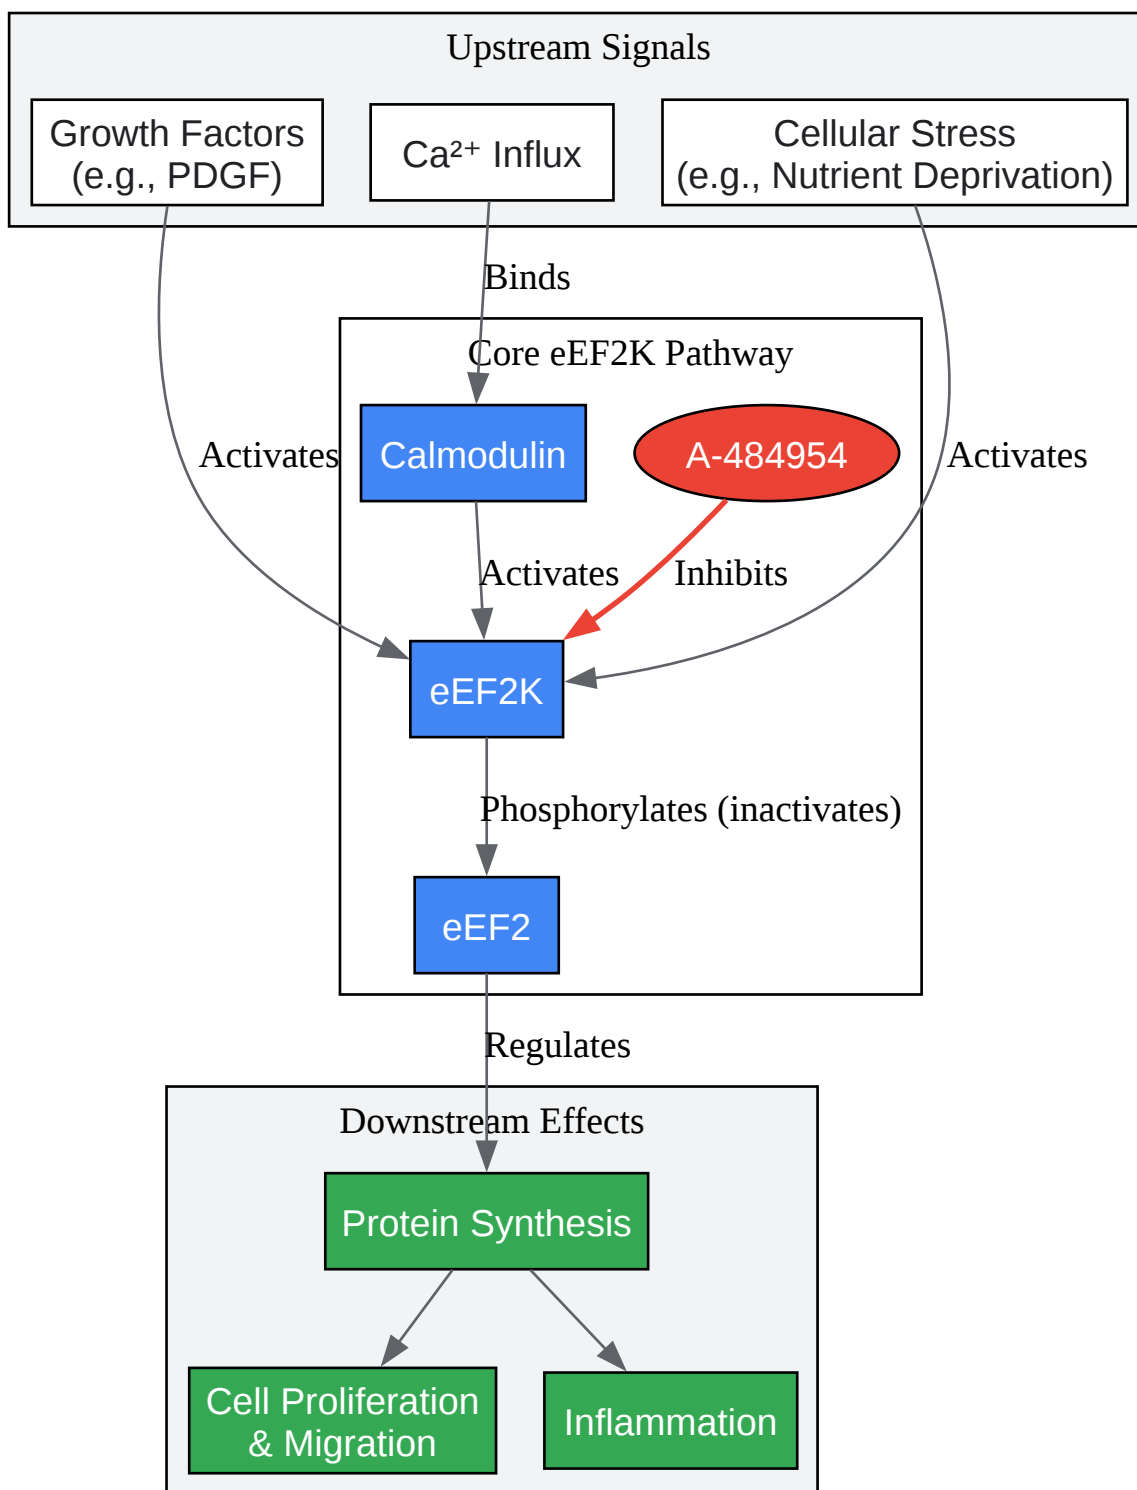 Upstream Signals
Growth Factors
(e.g., PDGF)
Ca²⁺ Influx
Cellular Stress
(e.g., Nutrient Deprivation)
Binds
Core eEF2K Pathway
Activates
Calmodulin
A-484954
Activates
Activates
Inhibits
eEF2K
Phosphorylates (inactivates)
eEF2
Regulates
Downstream Effects
Protein Synthesis
Cell Proliferation
& Migration
Inflammation